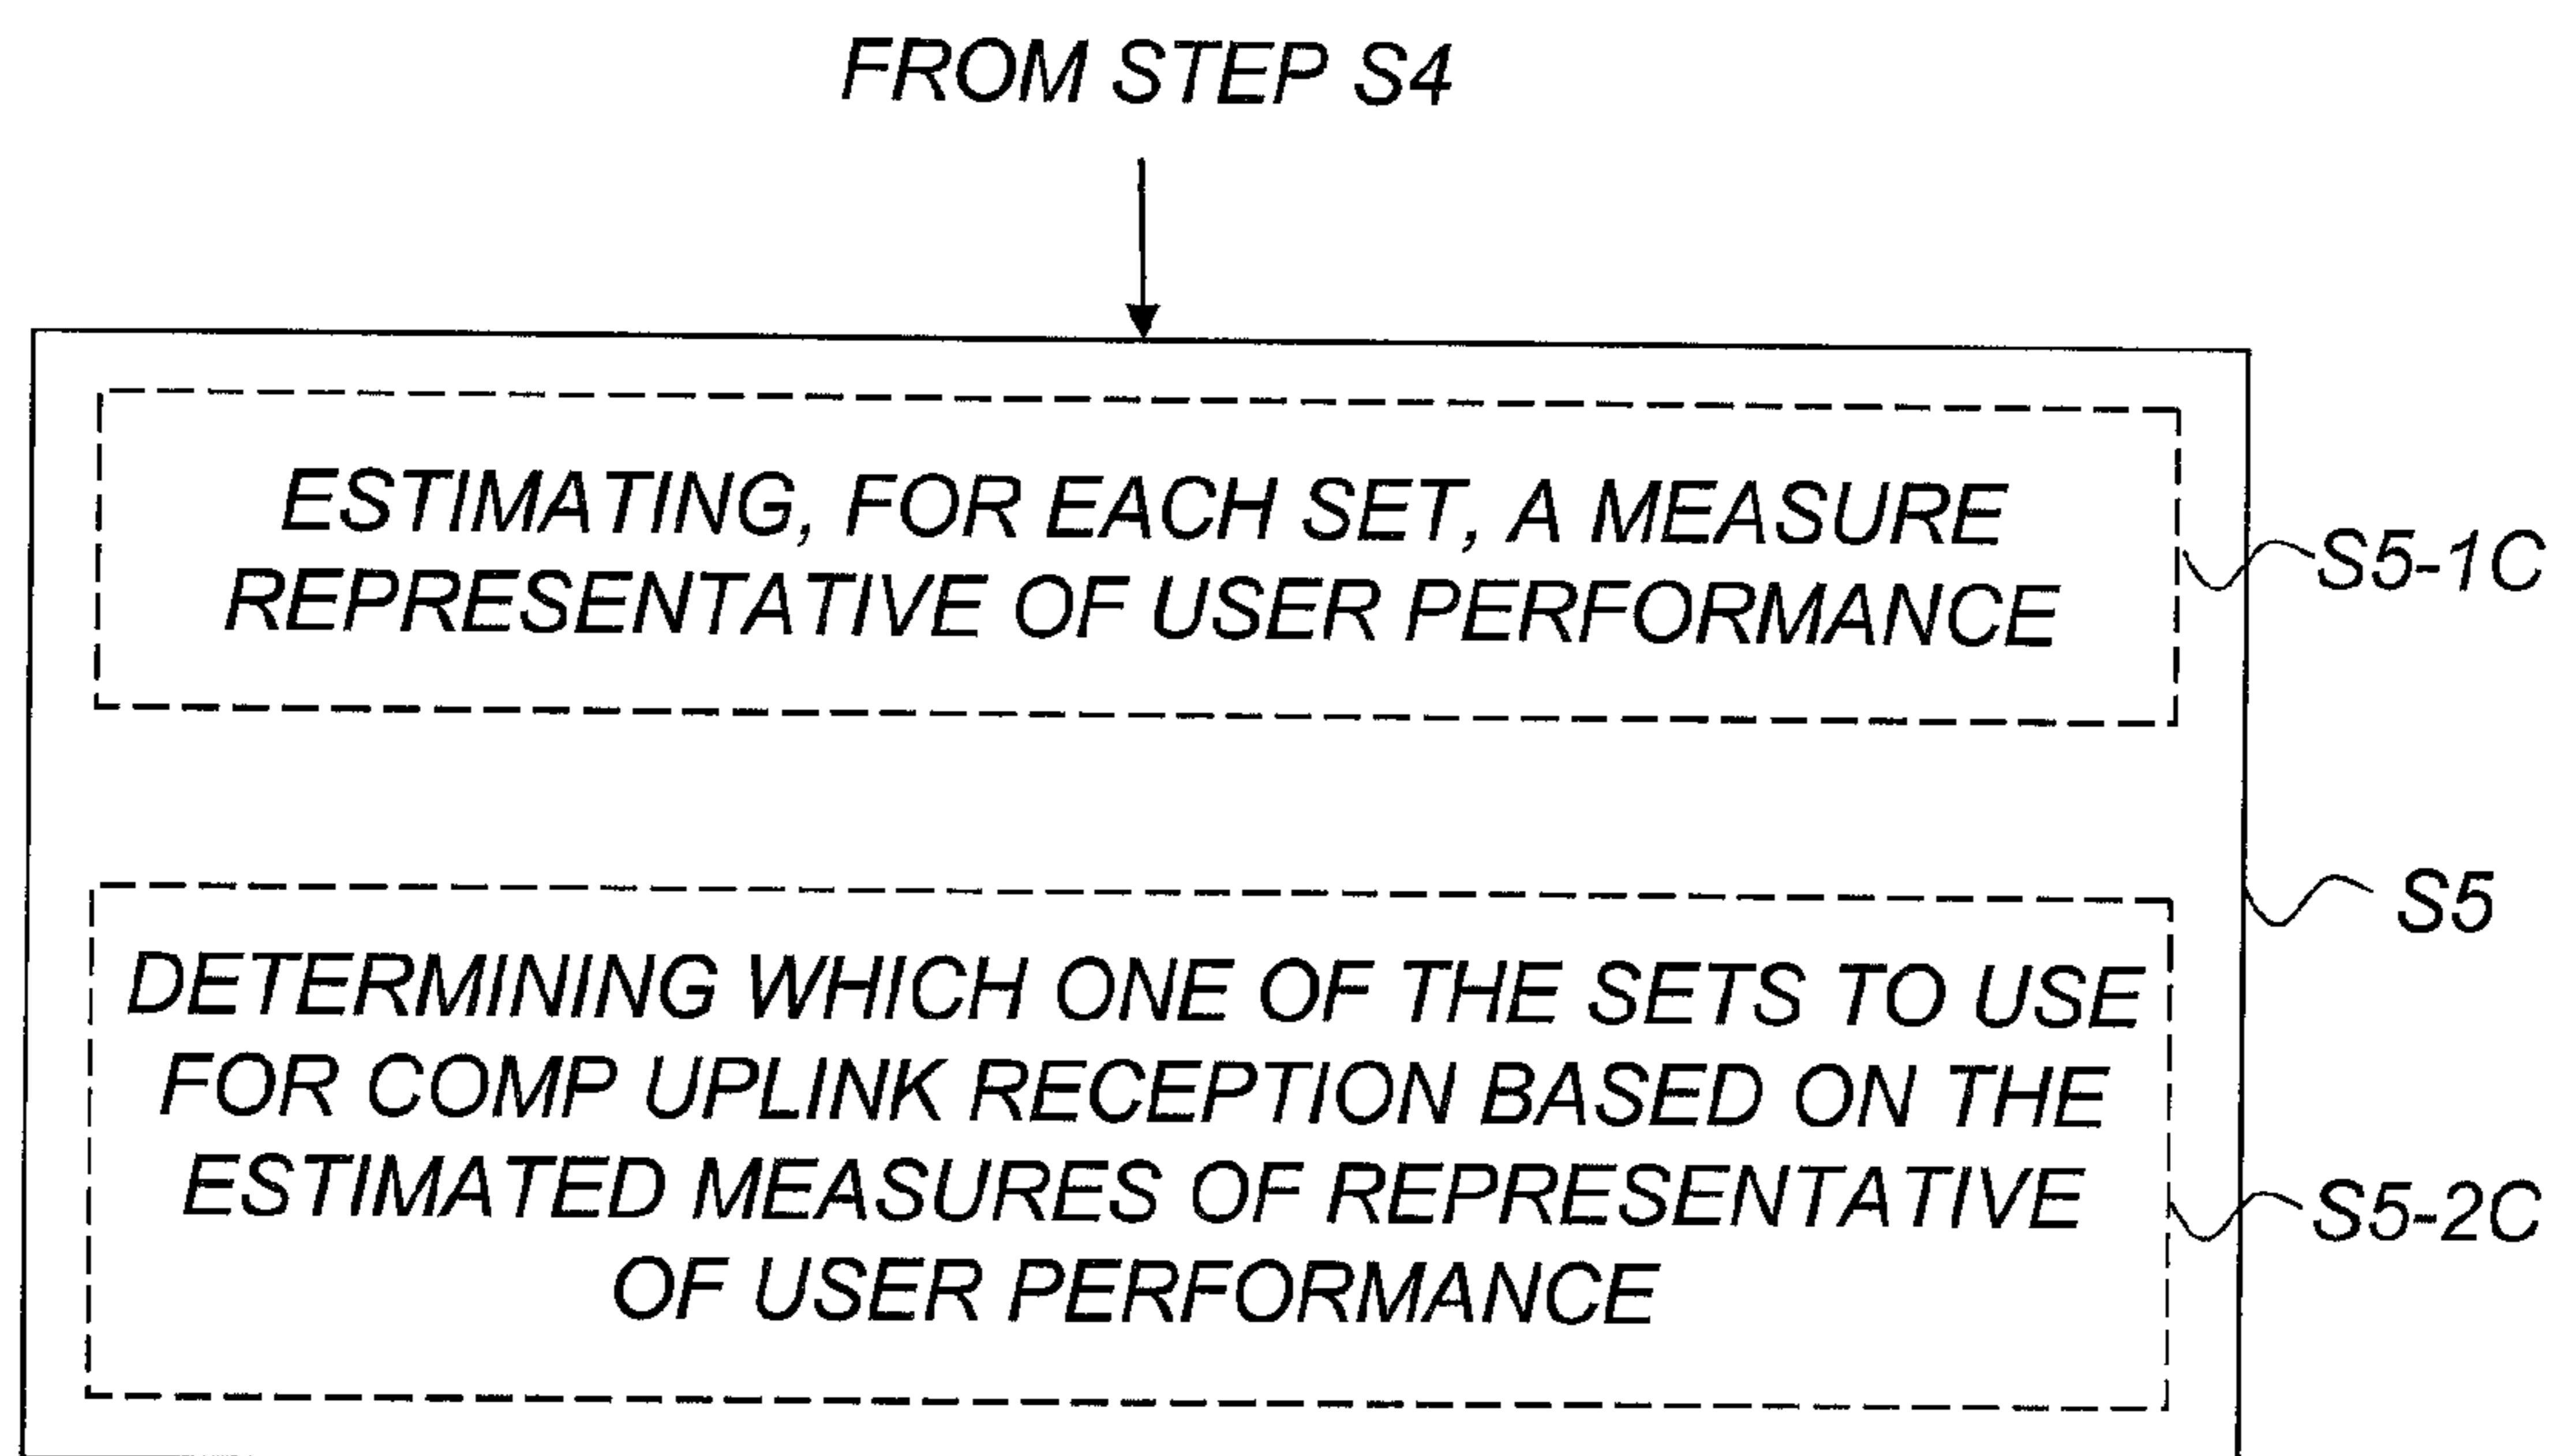 FROM STEP S4
ESTIMATING, FOR EACH SET, A MEASURE
REPRESENTATIVE OF USER PERFORMANCE
S5-1C
S5
DETERMINING WHICH ONE OF THE SETS TO USE
FOR COMP UPLINK RECEPTION BASED ON THE
ESTIMATED MEASURES OF REPRESENTATIVE
OF USER PERFORMANCE
S5-2C